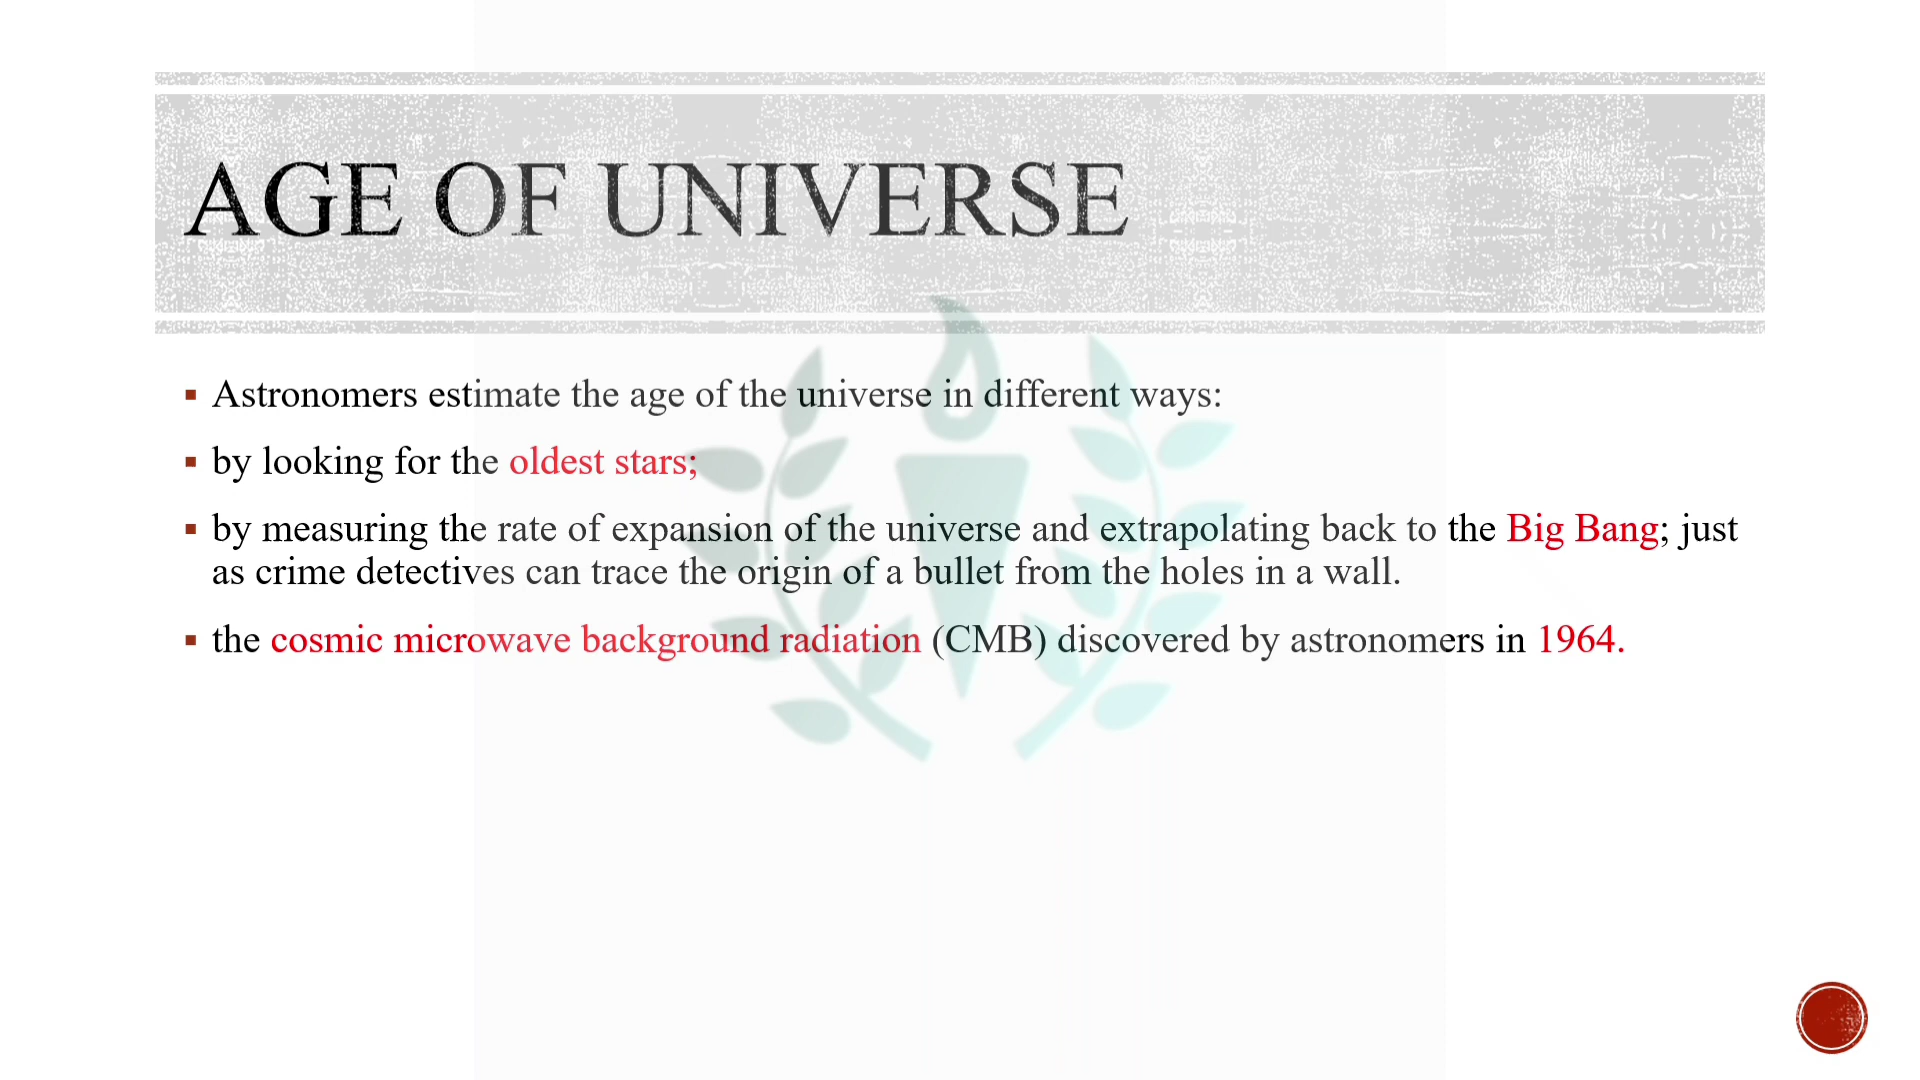 AGE OF UNIVERSE
▪ Astronomers estimate the age of the universe in different ways:
▪ by looking for the oldest stars;
▪ by measuring the rate of expansion of the universe and extrapolating back to the Big Bang; just
as crime detectives can trace the origin of a bullet from the holes in a wall.
▪ the cosmic microwave background radiation (CMB) discovered by astronomers in 1964.